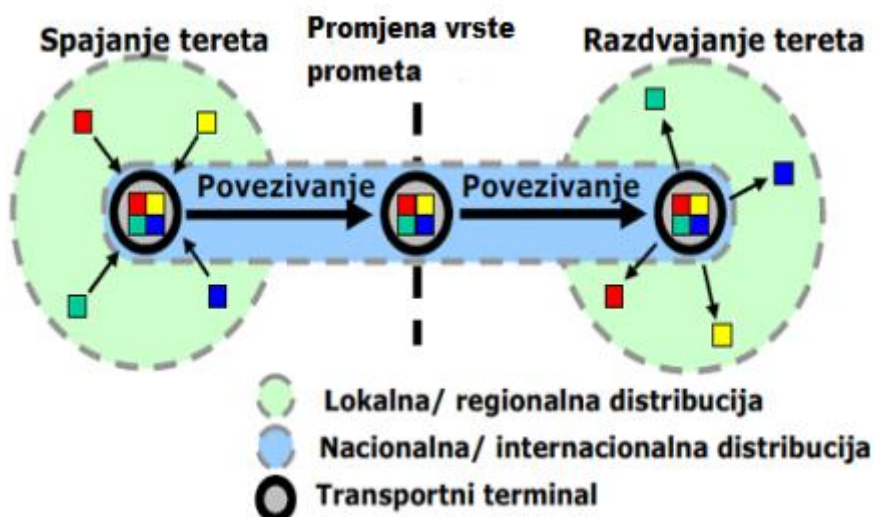 Spajanje tereta
Promjena vrste
prometa
Razdvajanje tereta
Povezivanje
Povezivanje
Lokalna/ regionalna distribucija
Nacionalna/ internacionalna distribucija
Transportni terminal